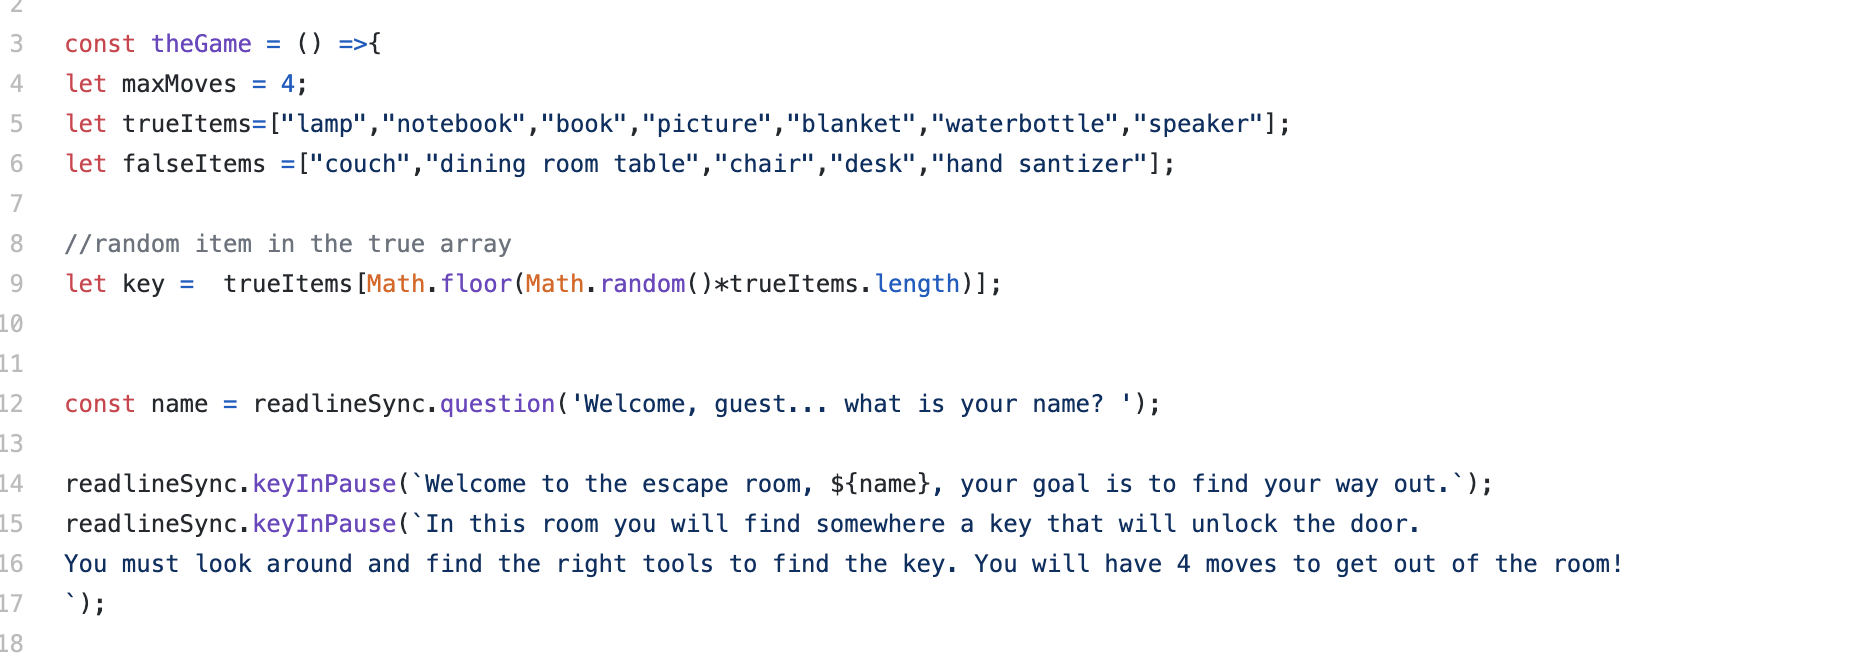 2
3 const theGame = () =>{
4 let maxMoves = 4;
5 let trueItems=["lamp","notebook","book","picture","blanket","waterbottle","speaker"];
6 let falseItems =["couch","dining room table","chair","desk","hand santizer"];
7
8 //random item in the true array
9 let key =  trueItems[Math.floor(Math.random()*trueItems.length)];
10
11
12 const name = readlineSync.question('Welcome, guest... what is your name? ');
13
14 readlineSync.keyInPause(`Welcome to the escape room, ${name}, your goal is to find your way out.`);
15 readlineSync.keyInPause(`In this room you will find somewhere a key that will unlock the door.
16 You must look around and find the right tools to find the key. You will have 4 moves to get out of the room!
17 `);
18